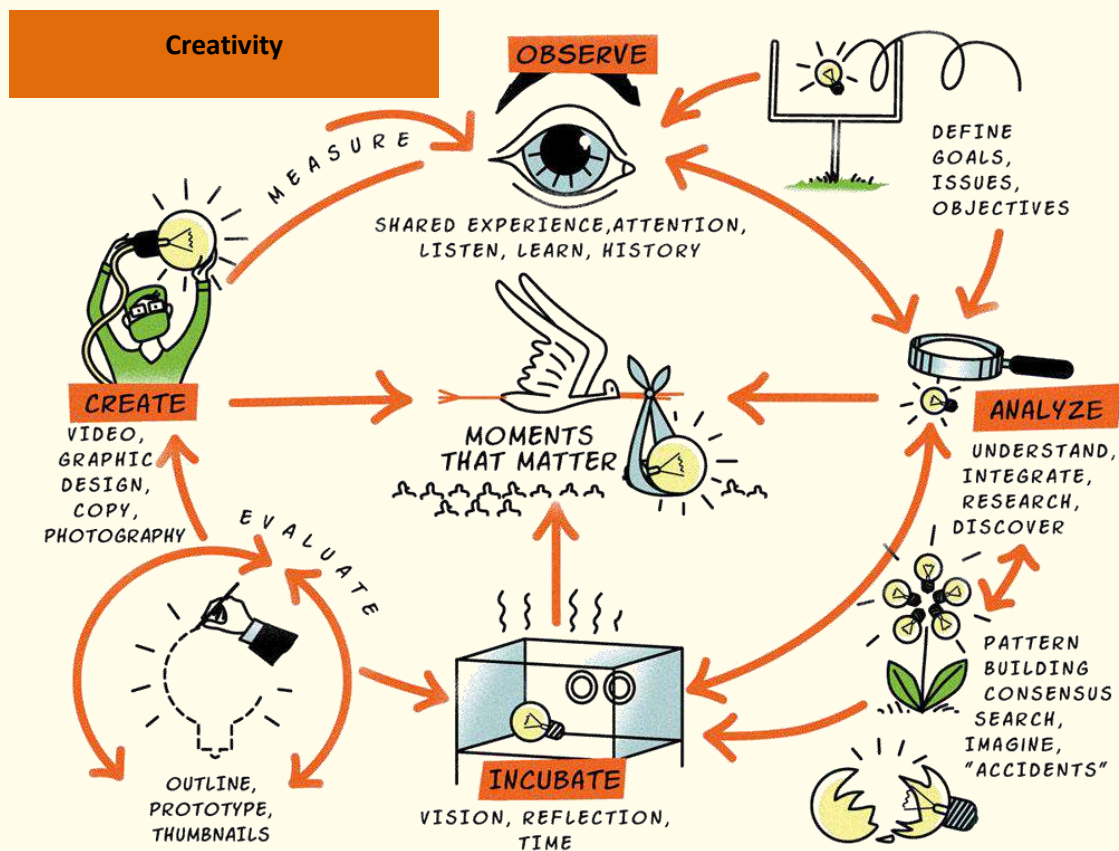 Creativity
OBSERVE
SHARED EXPERIENCE, ATTENTION,
LISTEN, LEARN, HISTORY
DEFINE
GOALS,
ISSUES,
OBJECTIVES
MEASURE
CREATE
VIDEO,
GRAPHIC
DESIGN,
COPY,
PHOTOGRAPHY
MOMENTS
THAT MATTER
ANALYZE
UNDERSTAND,
INTEGRATE,
RESEARCH,
DISCOVER
EVALUATE
PATTERN
BUILDING
CONSENSUS
SEARCH,
IMAGINE,
"ACCIDENTS"
OUTLINE,
PROTOTYPE,
THUMBNAILS
INCUBATE
VISION, REFLECTION,
TIME